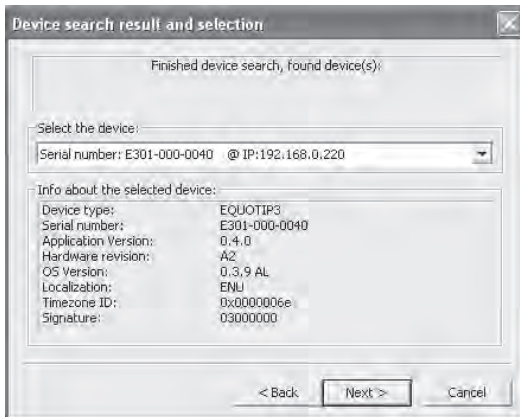 Device search result and selection
Finished device search, found device(s):
Select the device:
Serial number: E301-000-0040 @ IP:192.168.0.220
Info about the selected device:
Device type: EQUOTIP3
Serial number: E301-000-0040
Application Version: 0.4.0
Hardware revision: A2
OS Version: 0.3.9 AL
Localization: ENU
Timezone ID: 0x0000006e
Signature: 03000000
< Back Next > Cancel